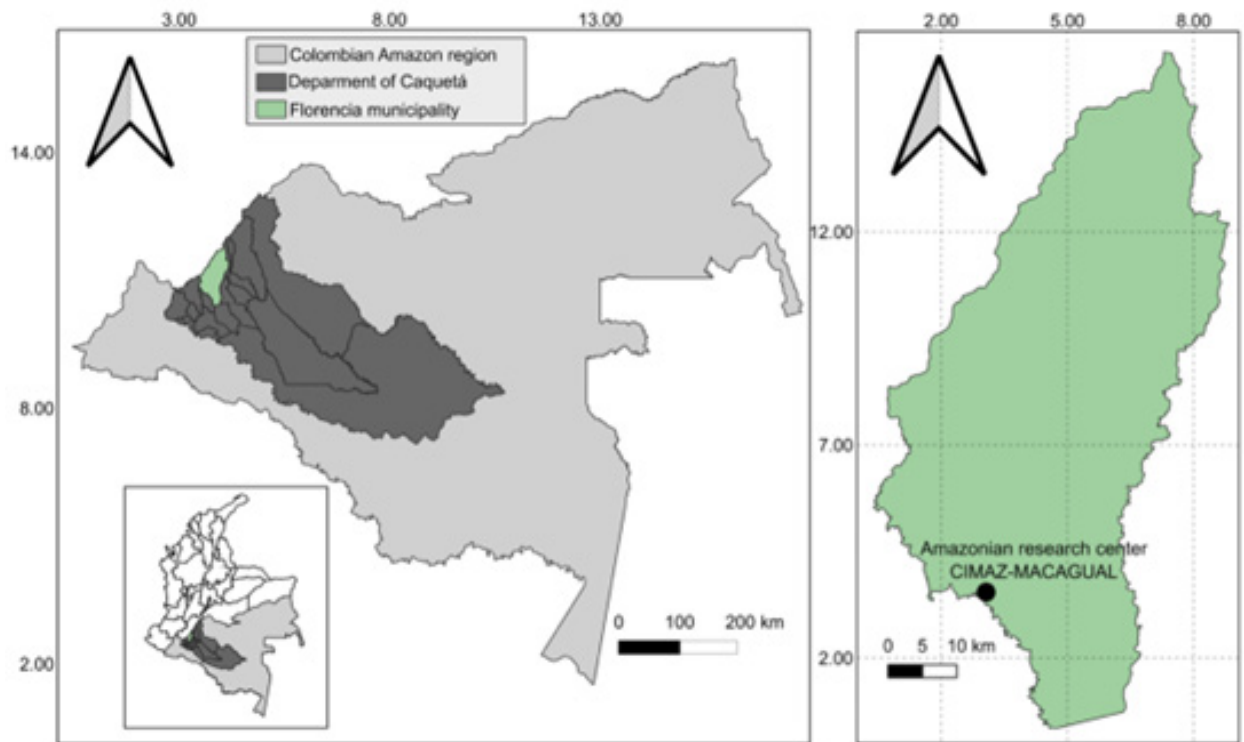 3.00 8.00 13.00
Colombian Amazon region
Deparment of Caquetá
Florencia municipality
14.00
8.00
2.00
0 100 200 km
2.00 5.00 8.00
12.00
7.00
2.00
Amazonian research center
CIMAZ-MACAGUAL
0 5 10 km